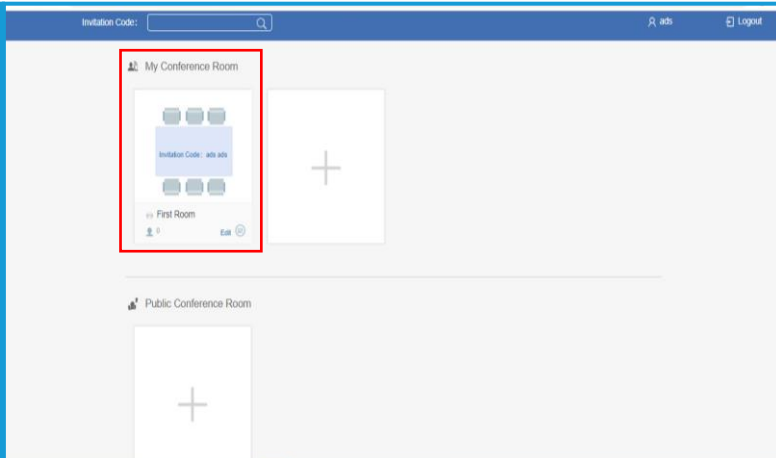 Invitation Code:
ads
Logout
My Conference Room
Invitation Code: ads ads
First Room
0
Edit
Public Conference Room